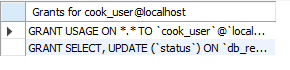 Grants for cook_user@localhost
GRANT USAGE ON *.* TO `cook_user`@`local...
GRANT SELECT, UPDATE (`status`) ON `db_re...